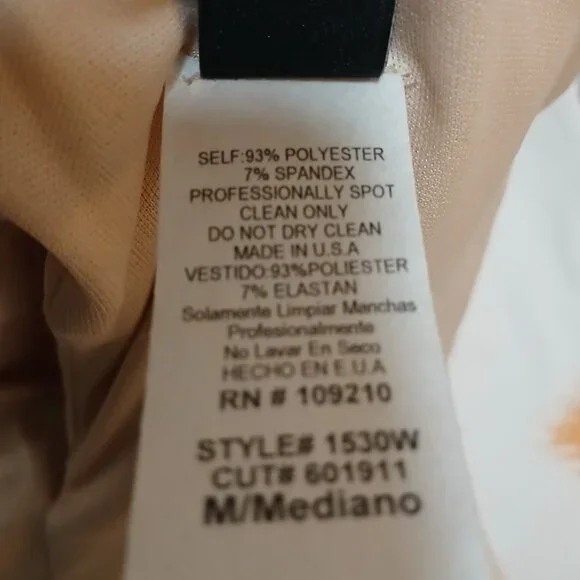 SELF:93% POLYESTER
7% SPANDEX
PROFESSIONALLY SPOT
CLEAN ONLY
DO NOT DRY CLEAN
MADE IN U.S.A
VESTIDO:93%POLIESTER
7% ELASTAN
Solamente Limpiar Manchas
Profesionalmente
No Lavar En Seco
HECHO EN E.U.A
RN # 109210
STYLE# 1530W
CUT# 601911
M/Mediano